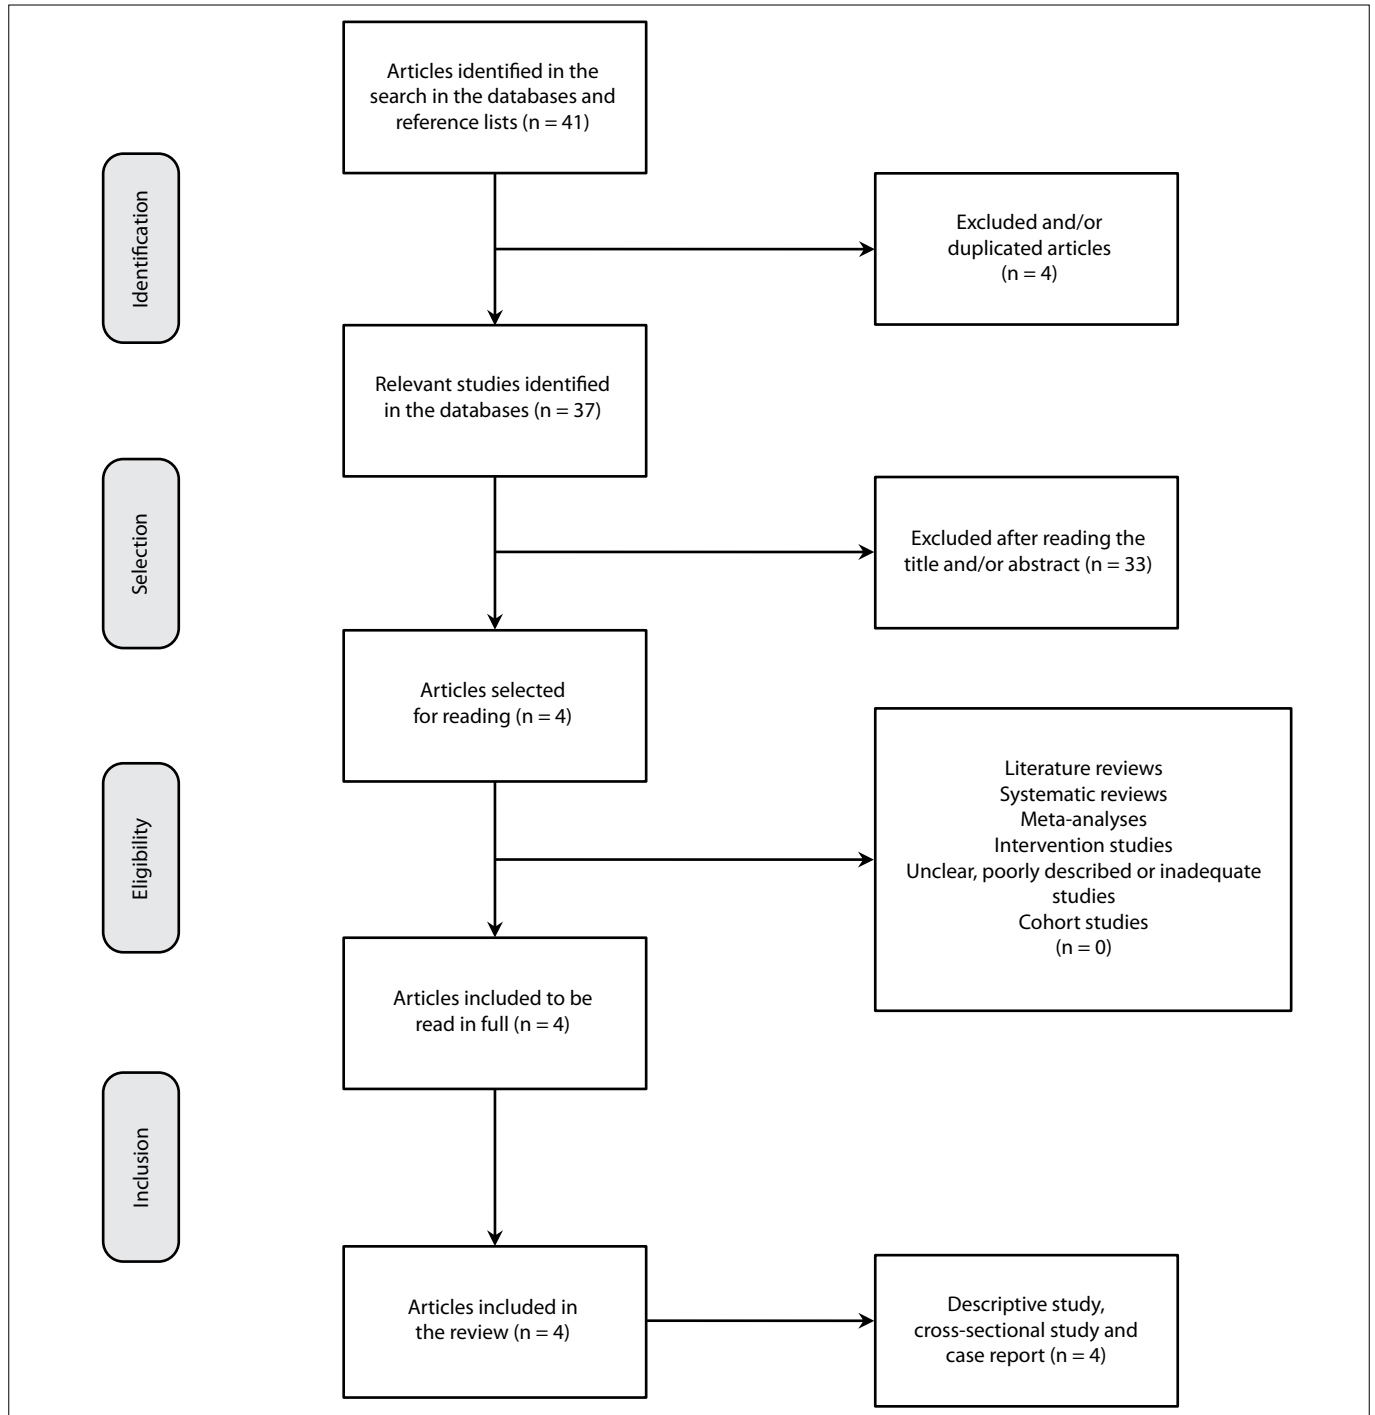 Articles identified in the
search in the databases and
reference lists (n = 41)
Identification
Excluded and/or
duplicated articles
(n = 4)
Relevant studies identified
in the databases (n = 37)
Selection
Excluded after reading the
title and/or abstract (n = 33)
Articles selected
for reading (n = 4)
Eligibility
Literature reviews
Systematic reviews
Meta-analyses
Intervention studies
Unclear, poorly described or inadequate
studies
Cohort studies
(n = 0)
Articles included to be
read in full (n = 4)
Inclusion
Articles included in
the review (n = 4)
Descriptive study,
cross-sectional study and
case report (n = 4)